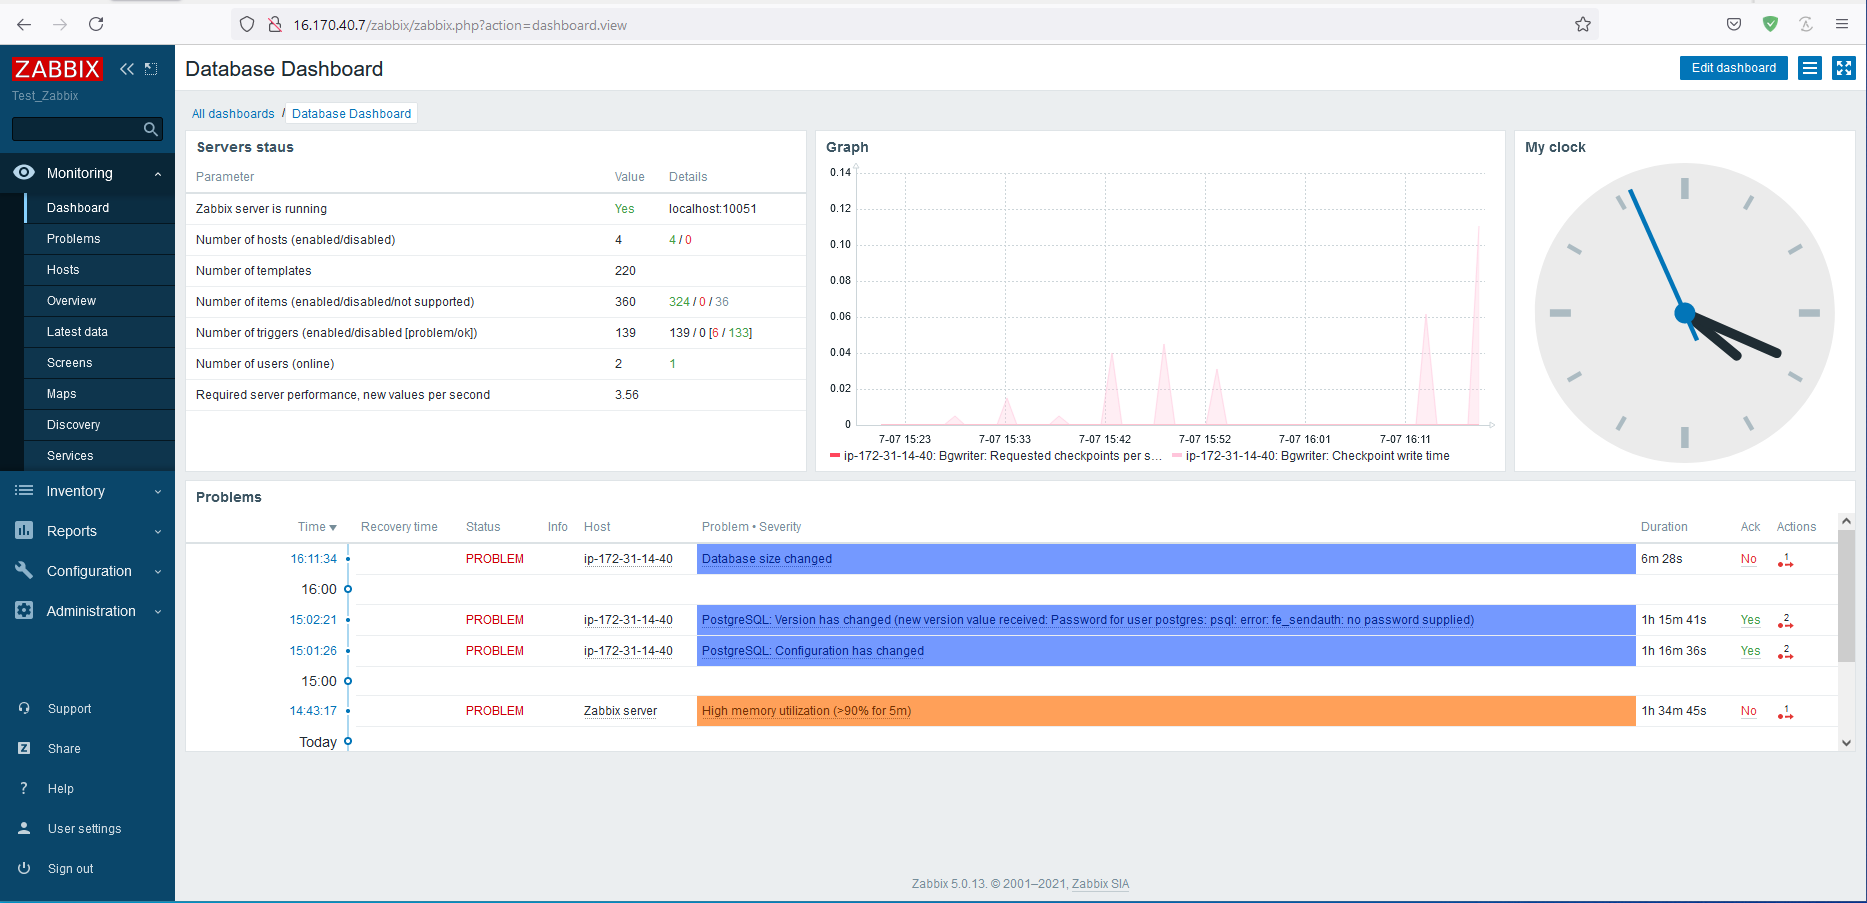 16.170.40.7/zabbix/zabbix.php?action=dashboard.view
ZABBIX
Test_Zabbix
Monitoring
Dashboard
Problems
Hosts
Overview
Latest data
Screens
Maps
Discovery
Services
Inventory
Reports
Configuration
Administration
Support
Z Share
? Help
User settings
Sign out
Database Dashboard
Edit dashboard
All dashboards / Database Dashboard
Servers staus
Parameter Value Details
Zabbix server is running Yes localhost:10051
Number of hosts (enabled/disabled) 4 4 / 0
Number of templates 220
Number of items (enabled/disabled/not supported) 360 324 / 0 / 36
Number of triggers (enabled/disabled [problem/ok]) 139 139 / 0 [6 / 133]
Number of users (online) 2 1
Required server performance, new values per second 3.56
Graph
0.14
0.12
0.10
0.08
0.06
0.04
0.02
0
7-07 15:23 7-07 15:33 7-07 15:42 7-07 15:52 7-07 16:01 7-07 16:11
ip-172-31-14-40: Bgwriter: Requested checkpoints per s... ip-172-31-14-40: Bgwriter: Checkpoint write time
My clock
Problems
Time Recovery time Status Info Host Problem • Severity Duration Ack Actions
16:11:34 PROBLEM ip-172-31-14-40 Database size changed 6m 28s No 1
16:00
15:02:21 PROBLEM ip-172-31-14-40 PostgreSQL: Version has changed (new version value received: Password for user postgres: psql: error: fe_sendauth: no password supplied) 1h 15m 41s Yes 2
15:01:26 PROBLEM ip-172-31-14-40 PostgreSQL: Configuration has changed 1h 16m 36s Yes 2
15:00
14:43:17 PROBLEM Zabbix server High memory utilization (>90% for 5m) 1h 34m 45s No 1
Today
Zabbix 5.0.13. © 2001–2021, Zabbix SIA